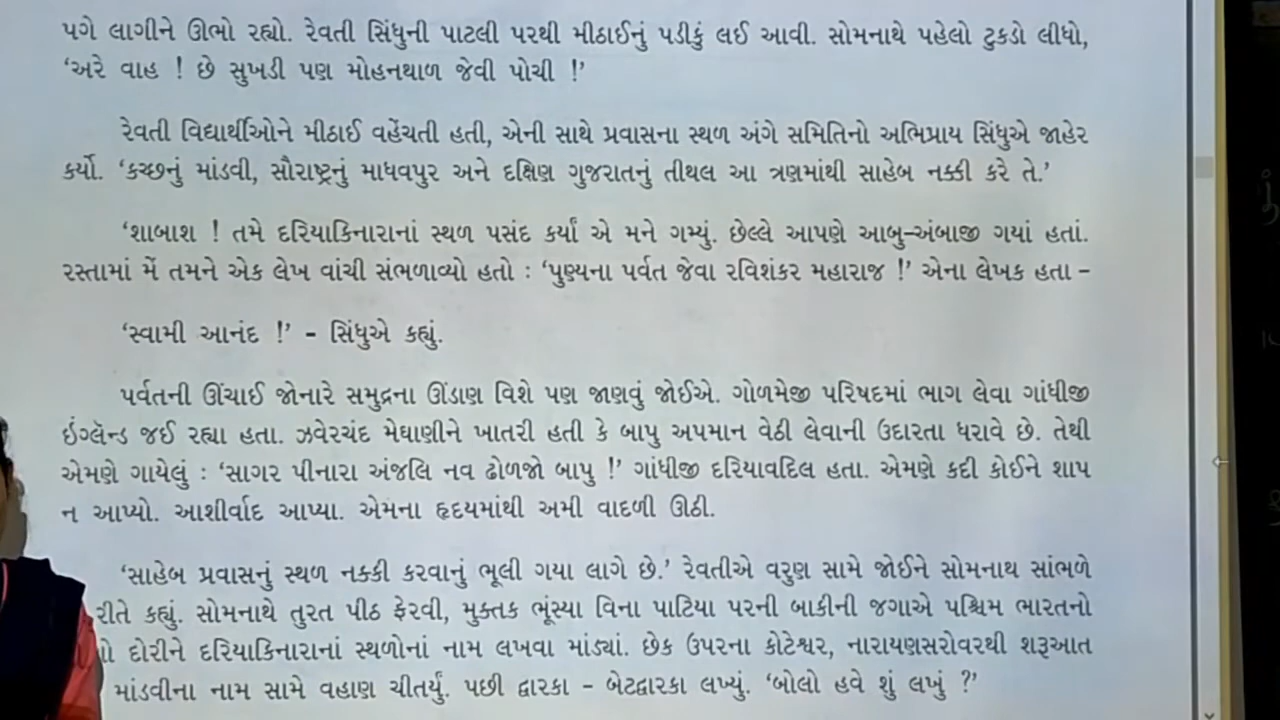 પગે લાગીને ઊભો રહ્યો. રેવતી સિંધુની પાટલી પરથી મીઠાઈનું પડીકું લઈ આવી. સોમનાથે પહેલો ટુકડો લીધો,
‘અરે વાહ ! છે સુખડી પણ મોહનથાળ જેવી પોચી !’
રેવતી વિદ્યાર્થીઓને મીઠાઈ વહેંચતી હતી, એની સાથે પ્રવાસના સ્થળ અંગે સમિતિનો અભિપ્રાય સિંધુએ જાહેર
કર્યો. ‘કચ્છનું માંડવી, સૌરાષ્ટ્રનું માધવપુર અને દક્ષિણ ગુજરાતનું તીથલ આ ત્રણમાંથી સાહેબ નક્કી કરે તે.’
‘શાબાશ ! તમે દરિયાકિનારાનાં સ્થળ પસંદ કર્યાં એ મને ગમ્યું. છેલ્લે આપણે આબુ-અંબાજી ગયાં હતાં.
રસ્તામાં મેં તમને એક લેખ વાંચી સંભળાવ્યો હતો : ‘પુણ્યના પર્વત જેવા રવિશંકર મહારાજ !’ એના લેખક હતા -
‘સ્વામી આનંદ !’ - સિંધુએ કહ્યું.
પર્વતની ઊંચાઈ જોનારે સમુદ્રના ઊંડાણ વિશે પણ જાણવું જોઈએ. ગોળમેજી પરિષદમાં ભાગ લેવા ગાંધીજી
ઇંગ્લૅન્ડ જઈ રહ્યા હતા. ઝવેરચંદ મેઘાણીને ખાતરી હતી કે બાપુ અપમાન વેઠી લેવાની ઉદારતા ધરાવે છે. તેથી
એમણે ગાયેલું : ‘સાગર પીનારા અંજલિ નવ ઢોળજો બાપુ !’ ગાંધીજી દરિયાવદિલ હતા. એમણે કદી કોઈને શાપ
ન આપ્યો. આશીર્વાદ આપ્યા. એમના હૃદયમાંથી અમી વાદળી ઊઠી.
‘સાહેબ પ્રવાસનું સ્થળ નક્કી કરવાનું ભૂલી ગયા લાગે છે.’ રેવતીએ વરુણ સામે જોઈને સોમનાથ સાંભળે
રીતે કહ્યું. સોમનાથે તુરત પીઠ ફેરવી, મુક્તક ભૂંસ્યા વિના પાટિયા પરની બાકીની જગાએ પશ્ચિમ ભારતનો
દોરીને દરિયાકિનારાનાં સ્થળોનાં નામ લખવા માંડ્યાં. છેક ઉપરના કોટેશ્વર, નારાયણસરોવરથી શરૂઆત
માંડવીના નામ સામે વહાણ ચીતર્યું. પછી દ્વારકા - બેટદ્વારકા લખ્યું. ‘બોલો હવે શું લખું ?’